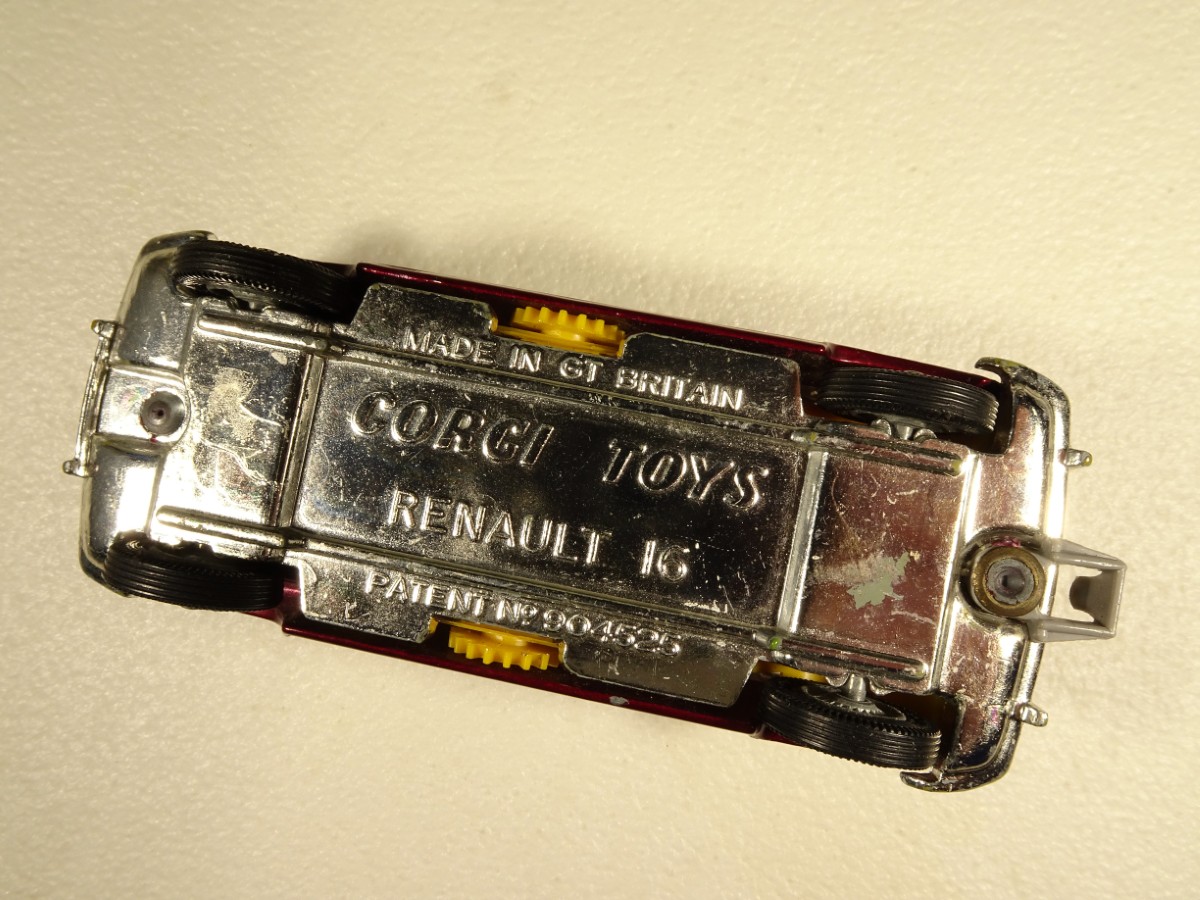 MADE IN GT BRITAIN
CORGI TOYS
RENAULT 16
PATENT Nº 904525